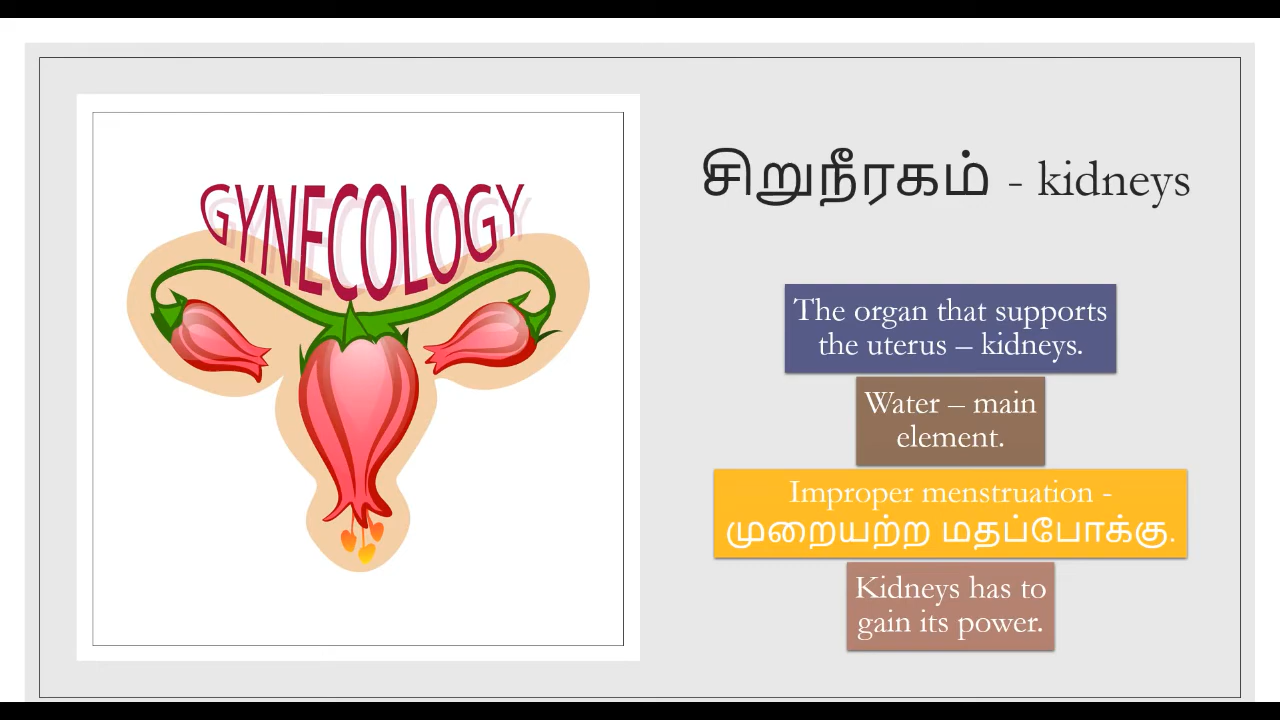 GYNECOLOGY
சிறுநீரகம் - kidneys
The organ that supports
the uterus – kidneys.
Water – main
element.
Improper menstruation -
முறையற்ற மதப்போக்கு.
Kidneys has to
gain its power.